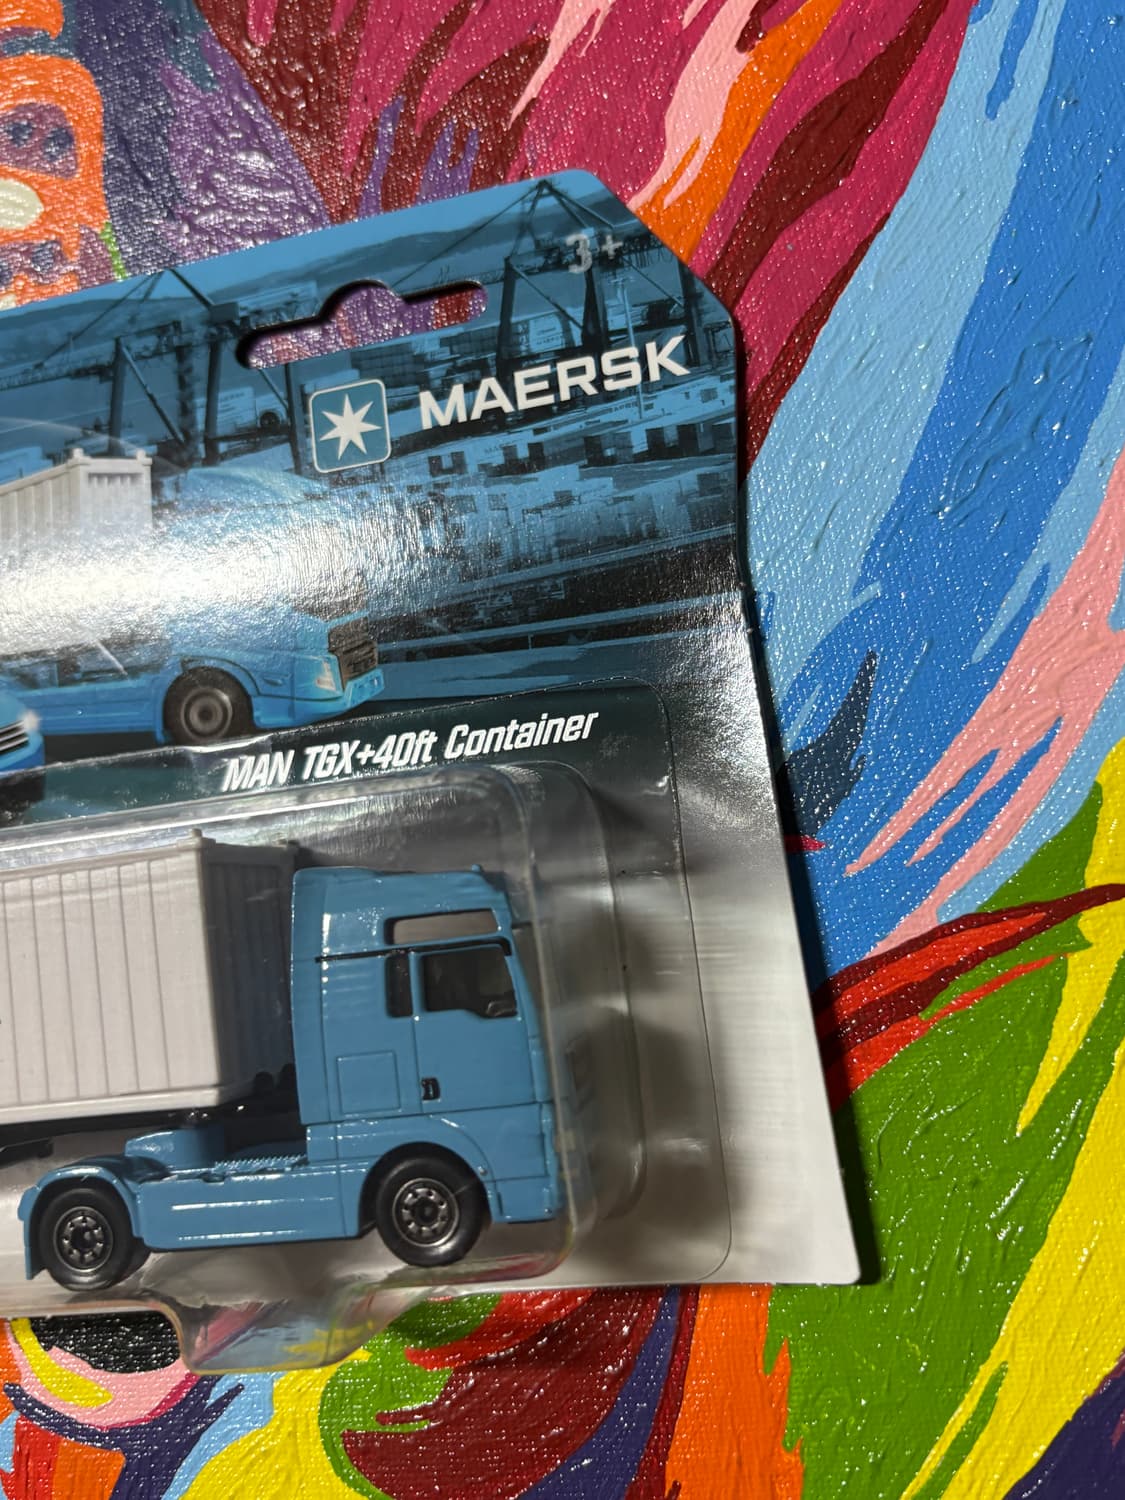 3+
MAERSK
MAN TGX+40ft Container